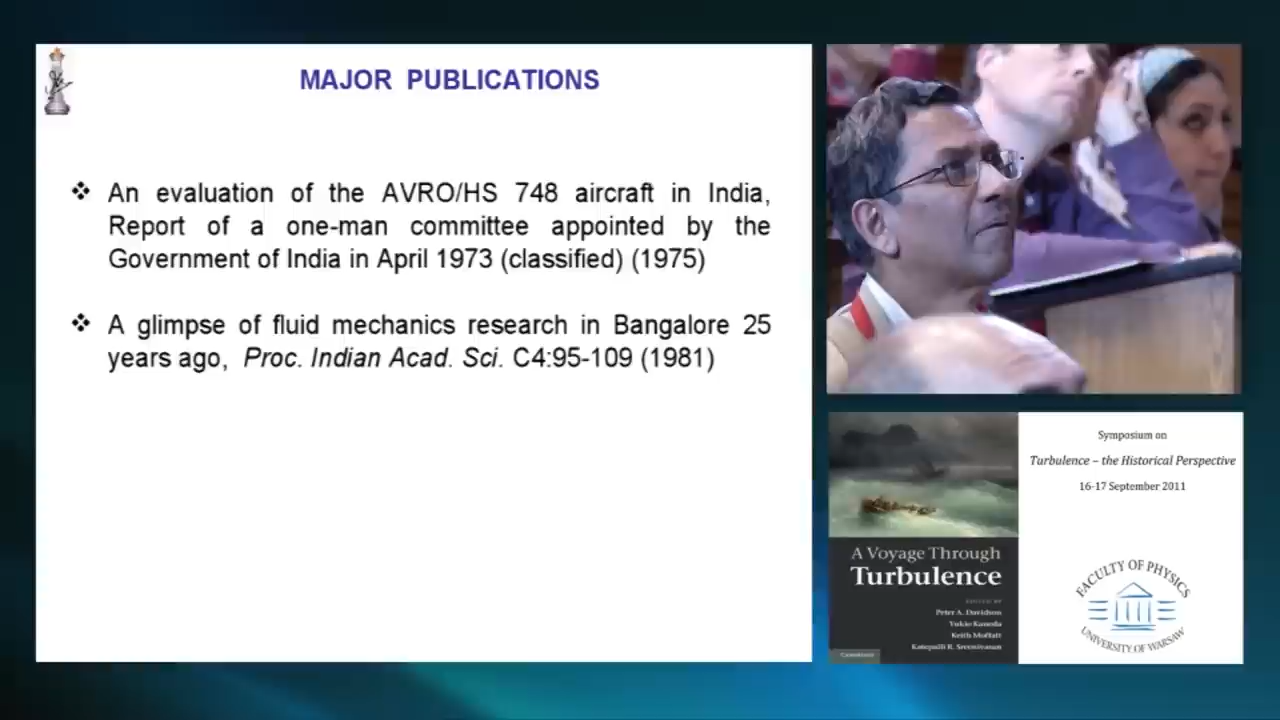 MAJOR PUBLICATIONS
❖ An evaluation of the AVRO/HS 748 aircraft in India,
Report of a one-man committee appointed by the
Government of India in April 1973 (classified) (1975)
❖ A glimpse of fluid mechanics research in Bangalore 25
years ago, Proc. Indian Acad. Sci. C4:95-109 (1981)
A Voyage Through
Turbulence
EDITED BY
Peter A. Davidson
Yukio Kaneda
Keith Moffatt
Katepalli R. Sreenivasan
Symposium on
Turbulence – the Historical Perspective
16-17 September 2011
FACULTY OF PHYSICS
UNIVERSITY OF WARSAW